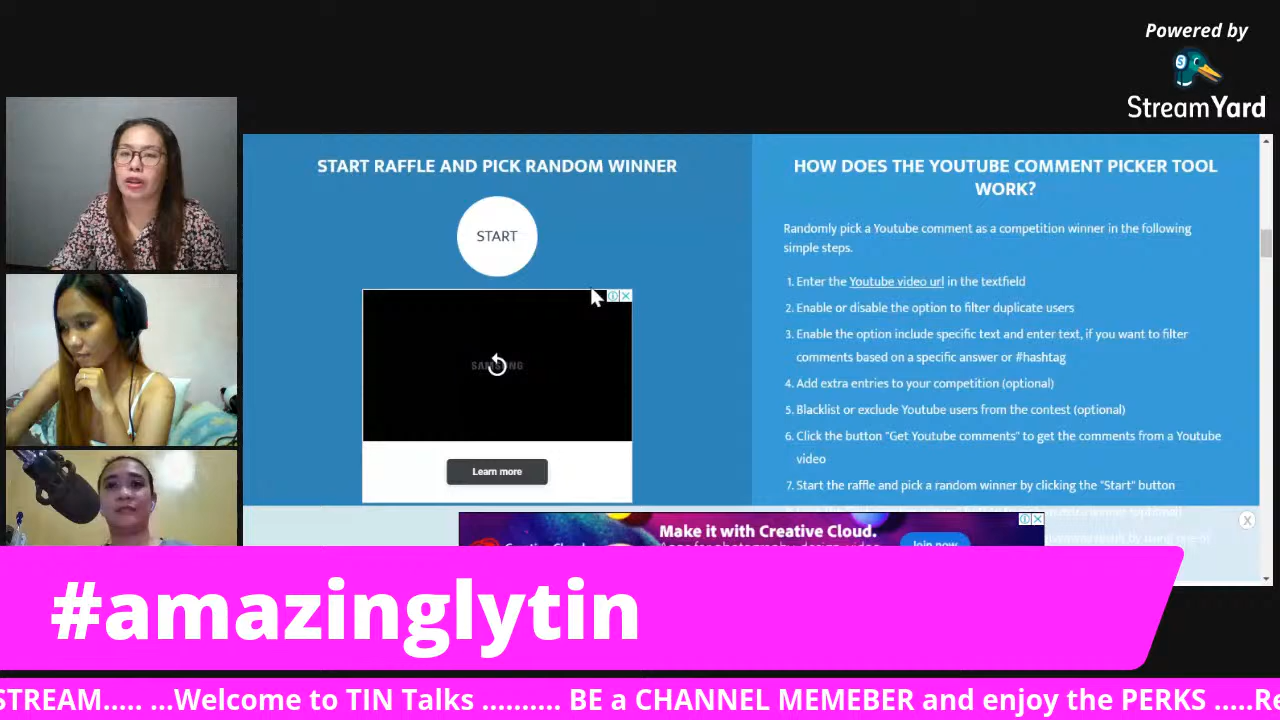 Powered by
StreamYard
START RAFFLE AND PICK RANDOM WINNER
START
SAMSUNG
Learn more
HOW DOES THE YOUTUBE COMMENT PICKER TOOL
WORK?
Randomly pick a Youtube comment as a competition winner in the following
simple steps.
1. Enter the Youtube video url in the textfield
2. Enable or disable the option to filter duplicate users
3. Enable the option include specific text and enter text, if you want to filter
comments based on a specific answer or #hashtag
4. Add extra entries to your competition (optional)
5. Blacklist or exclude Youtube users from the contest (optional)
6. Click the button "Get Youtube comments" to get the comments from a Youtube
video
7. Start the raffle and pick a random winner by clicking the "Start" button
Make it with Creative Cloud.
Creative Cloud
Join now
#amazinglytin
STREAM..... ...Welcome to TIN Talks .......... BE a CHANNEL MEMEBER and enjoy the PERKS .....Re